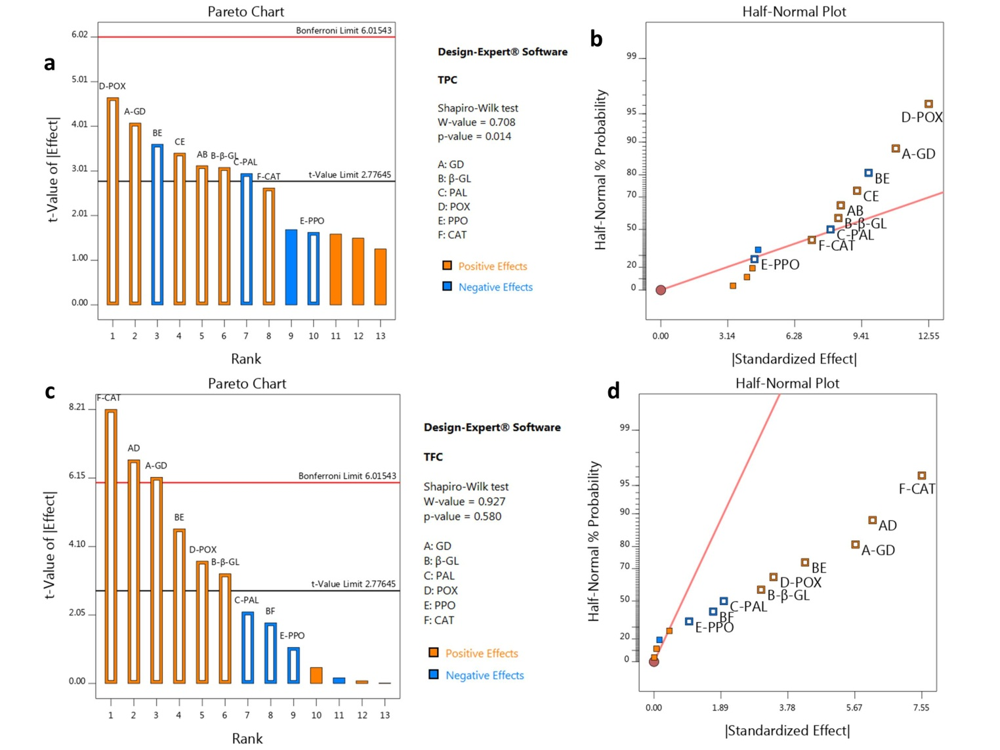 a
Pareto Chart
t-Value of |Effect|
6.02
5.01
4.01
3.01
2.01
1.00
0.00
Bonferroni Limit 6.01543
t-Value Limit 2.77645
D-POX
A-GD
BE
CE
AB
B-β-GL
C-PAL
F-CAT
E-PPO
1 2 3 4 5 6 7 8 9 10 11 12 13
Rank
Design-Expert® Software
TPC
Shapiro-Wilk test
W-value = 0.708
p-value = 0.014
A: GD
B: β-GL
C: PAL
D: POX
E: PPO
F: CAT
Positive Effects
Negative Effects
b
Half-Normal Plot
Half-Normal % Probability
99
95
90
80
70
50
20
0
D-POX
A-GD
BE
CE
AB
B-β-GL
C-PAL
F-CAT
E-PPO
0.00 3.14 6.28 9.41 12.55
|Standardized Effect|
c
Pareto Chart
t-Value of |Effect|
8.21
6.15
4.10
2.05
0.00
F-CAT
AD
A-GD
Bonferroni Limit 6.01543
BE
D-POX
B-β-GL
t-Value Limit 2.77645
C-PAL
BF
E-PPO
1 2 3 4 5 6 7 8 9 10 11 12 13
Rank
Design-Expert® Software
TFC
Shapiro-Wilk test
W-value = 0.927
p-value = 0.580
A: GD
B: β-GL
C: PAL
D: POX
E: PPO
F: CAT
Positive Effects
Negative Effects
d
Half-Normal Plot
Half-Normal % Probability
99
95
90
80
70
50
20
0
F-CAT
AD
A-GD
BE
D-POX
B-β-GL
C-PAL
BF
E-PPO
0.00 1.89 3.78 5.67 7.55
|Standardized Effect|